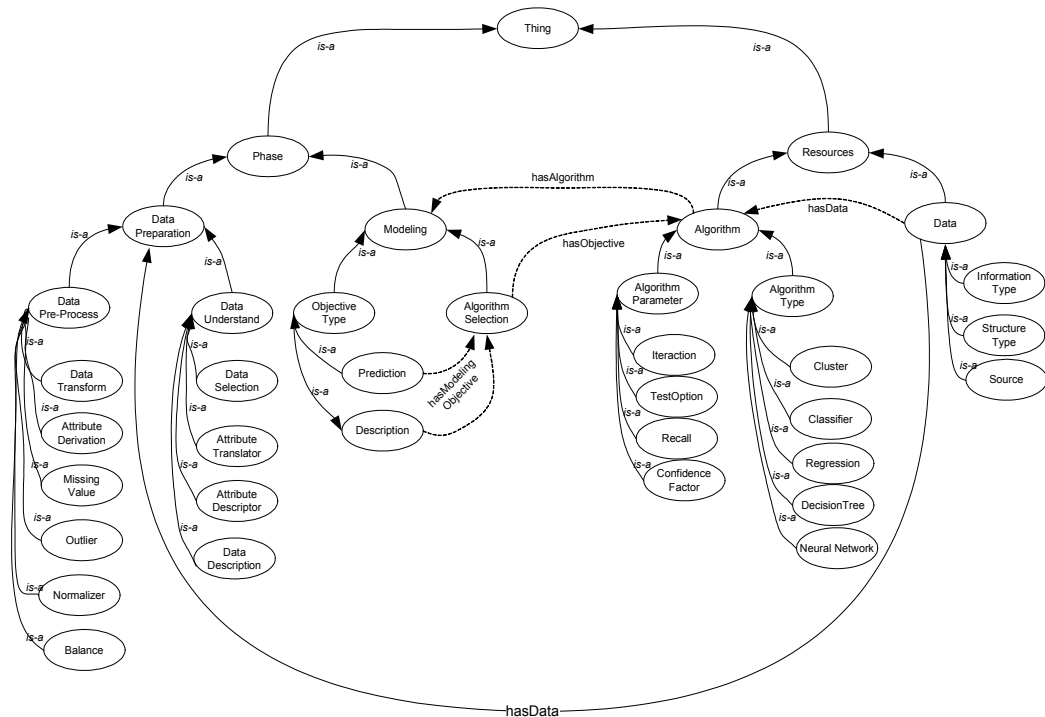 Thing
is-a
is-a
Phase
Resources
is-a
is-a
is-a
is-a
hasAlgorithm
hasData
Data
Preparation
Modeling
Algorithm
Data
hasObjective
is-a
is-a
is-a
is-a
is-a
is-a
is-a
Information
Type
Data
Pre-Process
Data
Understand
Objective
Type
Algorithm
Selection
Algorithm
Parameter
Algorithm
Type
is-a
Structure
Type
is-a
Source
is-a
Data
Transform
is-a
Data
Selection
is-a
Prediction
hasModeling
Objective
is-a
Iteraction
is-a
Cluster
is-a
TestOption
is-a
Attribute
Derivation
is-a
Attribute
Translator
is-a
Description
is-a
Recall
is-a
Classifier
is-a
Missing
Value
is-a
Attribute
Descriptor
is-a
Confidence
Factor
is-a
Regression
is-a
DecisionTree
is-a
Outlier
is-a
Data
Description
is-a
Neural Network
is-a
Normalizer
is-a
Balance
hasData